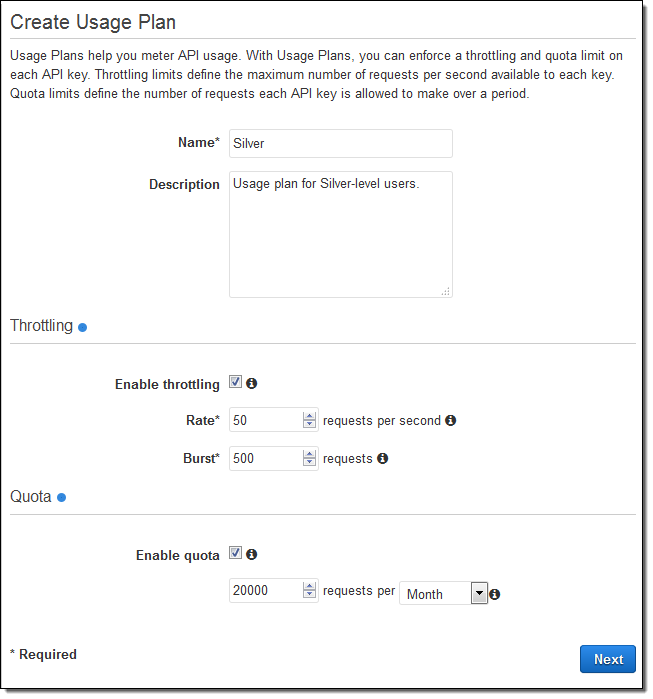 Create Usage Plan
Usage Plans help you meter API usage. With Usage Plans, you can enforce a throttling and quota limit on
each API key. Throttling limits define the maximum number of requests per second available to each key.
Quota limits define the number of requests each API key is allowed to make over a period.
Name* Silver
Description Usage plan for Silver-level users.
Throttling
Enable throttling
Rate* 50 requests per second
Burst* 500 requests
Quota
Enable quota
20000 requests per Month
* Required Next